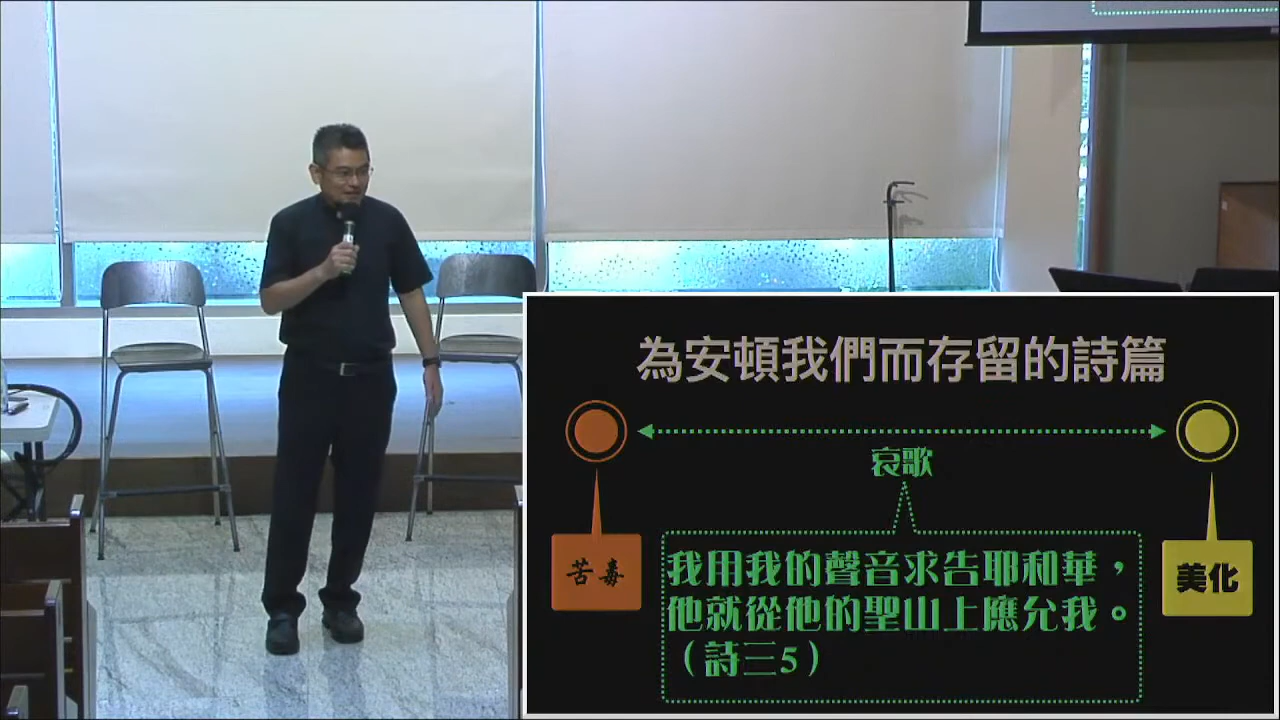 為安頓我們而存留的詩篇
哀歌
苦毒
美化
我用我的聲音求告耶和華，
他就從他的聖山上應允我。
（詩三5）